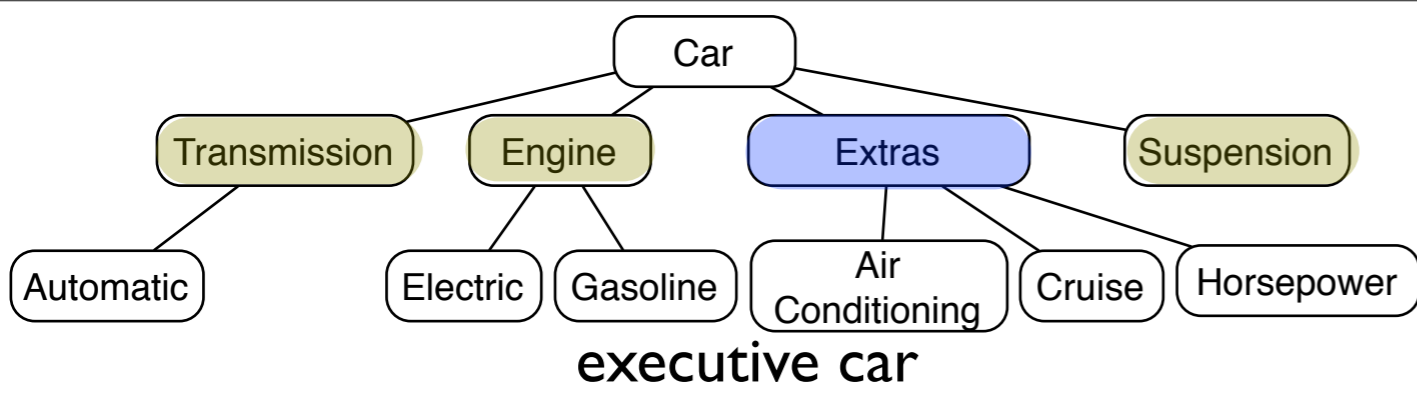 Car
Transmission
Engine
Extras
Suspension
Automatic
Electric
Gasoline
Air
Conditioning
Cruise
Horsepower
executive car